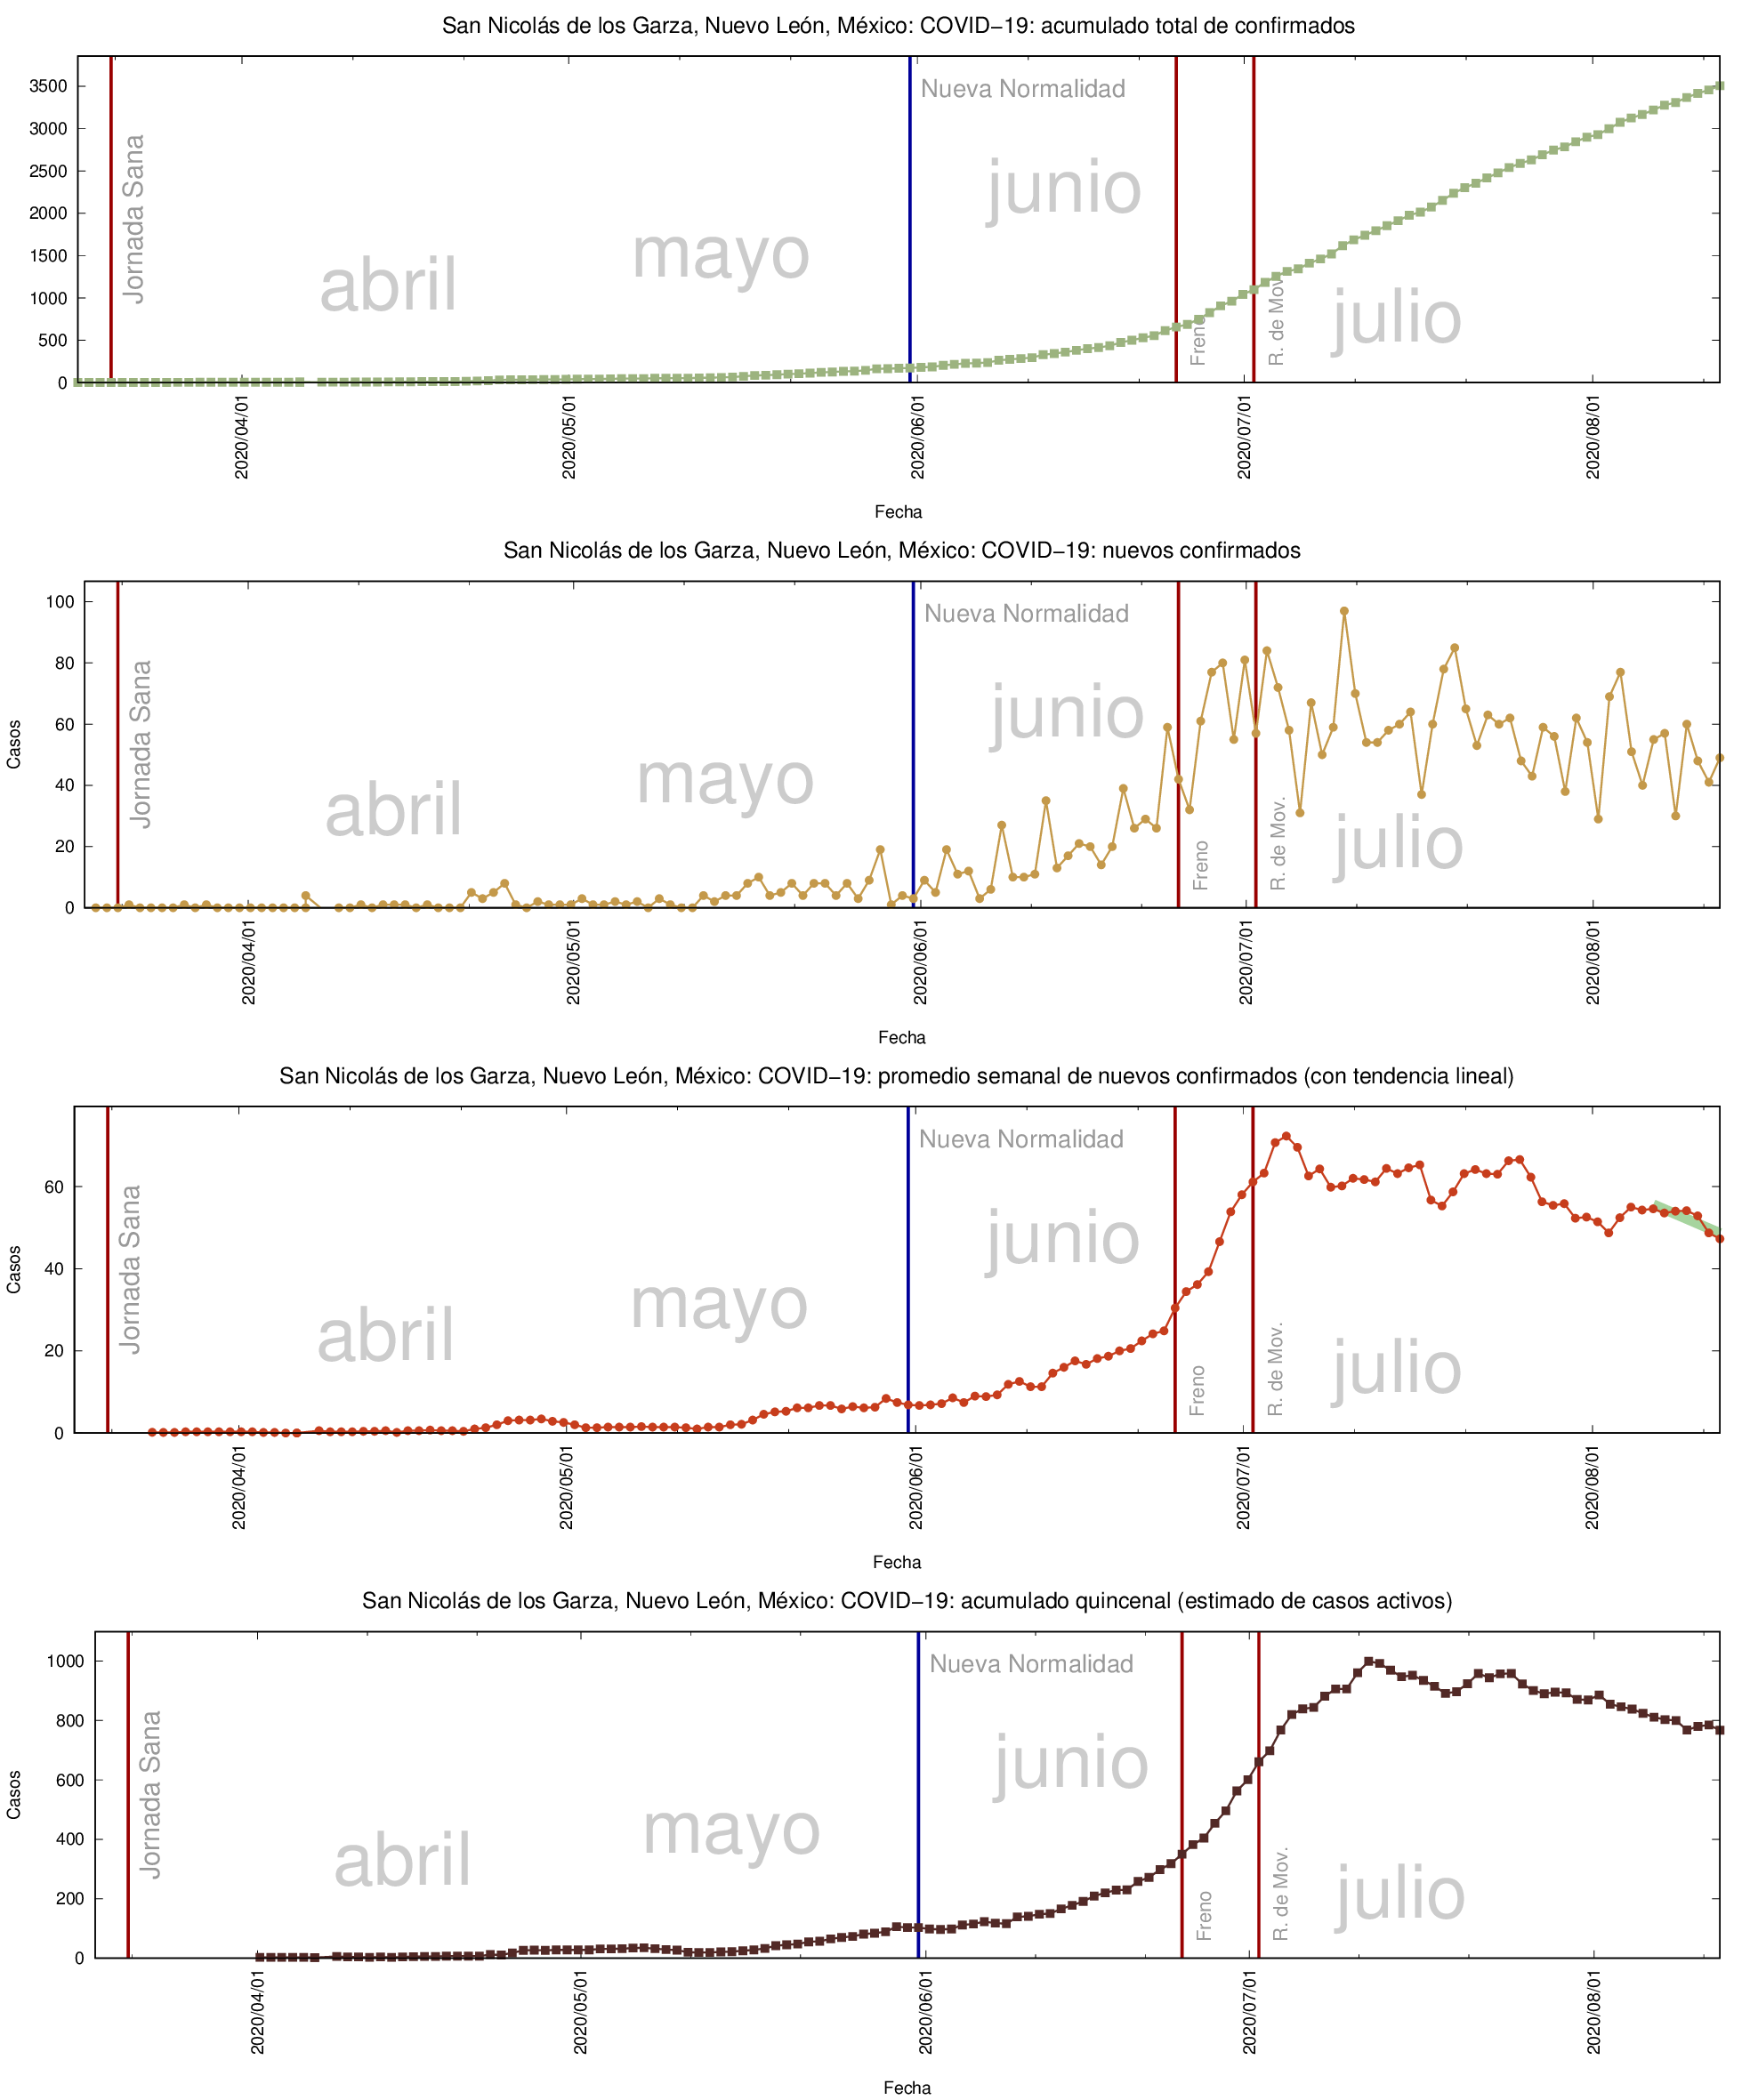 San Nicolás de los Garza, Nuevo León, México: COVID−19: acumulado total de confirmados
3500
3000
2500
2000
1500
1000
500
0
Jornada Sana
abril
mayo
Nueva Normalidad
junio
Freno
R. de Mov.
julio
2020/04/01
2020/05/01
2020/06/01
2020/07/01
2020/08/01
Fecha
San Nicolás de los Garza, Nuevo León, México: COVID−19: nuevos confirmados
Casos
100
80
60
40
20
0
Jornada Sana
abril
mayo
Nueva Normalidad
junio
Freno
R. de Mov.
julio
2020/04/01
2020/05/01
2020/06/01
2020/07/01
2020/08/01
Fecha
San Nicolás de los Garza, Nuevo León, México: COVID−19: promedio semanal de nuevos confirmados (con tendencia lineal)
Casos
60
40
20
0
Jornada Sana
abril
mayo
Nueva Normalidad
junio
Freno
R. de Mov.
julio
2020/04/01
2020/05/01
2020/06/01
2020/07/01
2020/08/01
Fecha
San Nicolás de los Garza, Nuevo León, México: COVID−19: acumulado quincenal (estimado de casos activos)
Casos
1000
800
600
400
200
0
Jornada Sana
abril
mayo
Nueva Normalidad
junio
Freno
R. de Mov.
julio
2020/04/01
2020/05/01
2020/06/01
2020/07/01
2020/08/01
Fecha